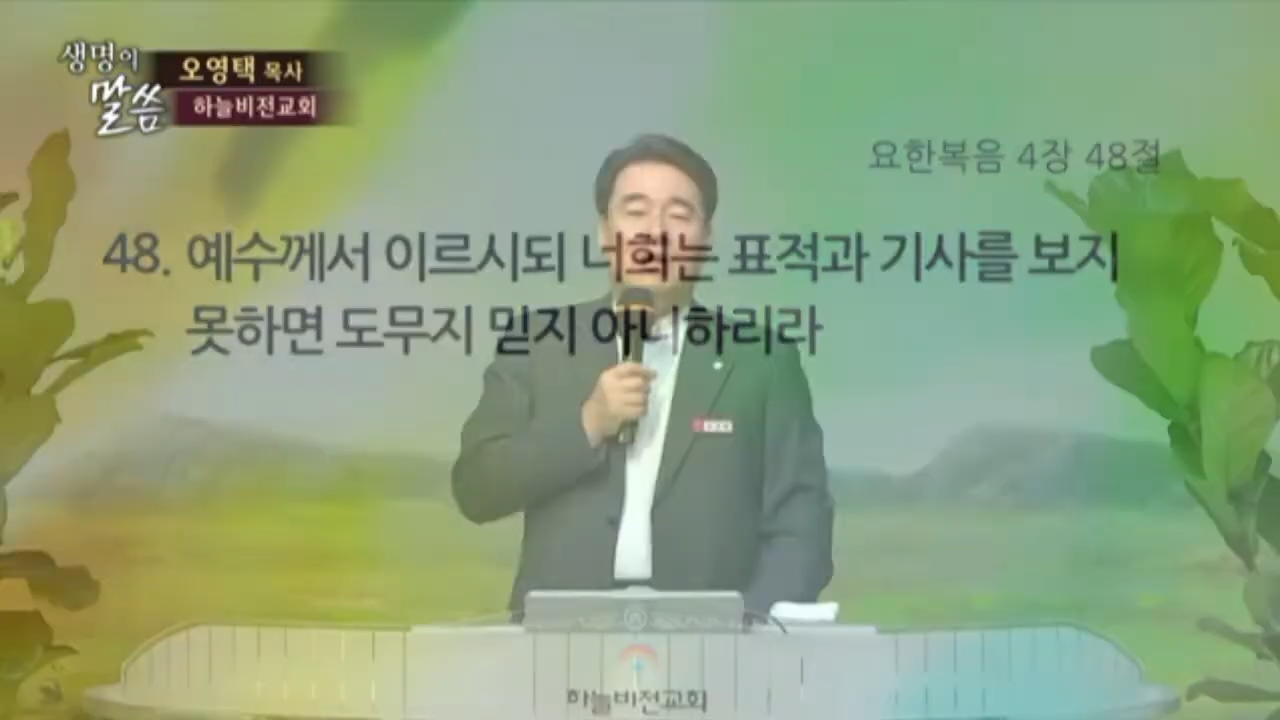 생명의
말씀
오영택 목사
하늘비전교회
요한복음 4장 48절
48. 예수께서 이르시되 너희는 표적과 기사를 보지
못하면 도무지 믿지 아니하리라
하늘비전교회